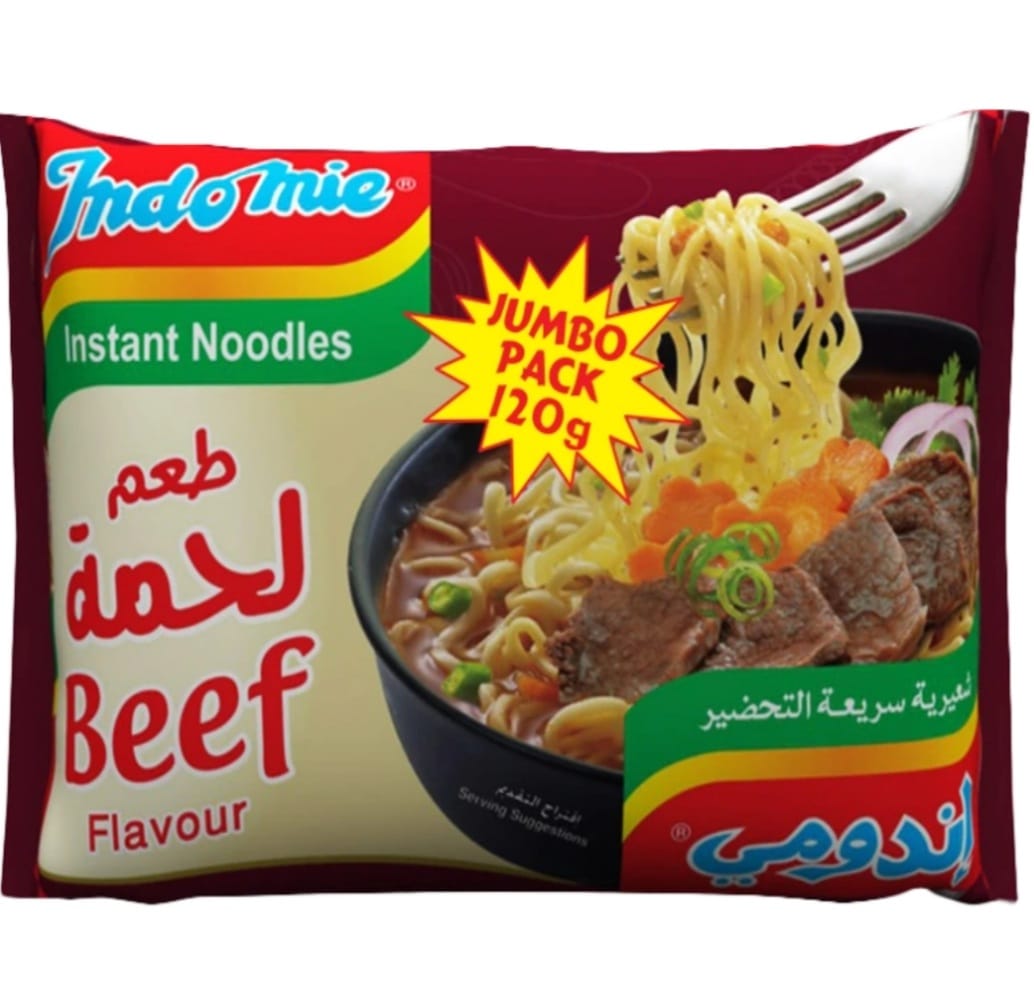 Indomie®
Instant Noodles
JUMBO
PACK
120g
طعم
لحمة
Beef
Flavour
شعيرية سريعة التحضير
اقتراح التقديم
Serving Suggestions
إندومي®